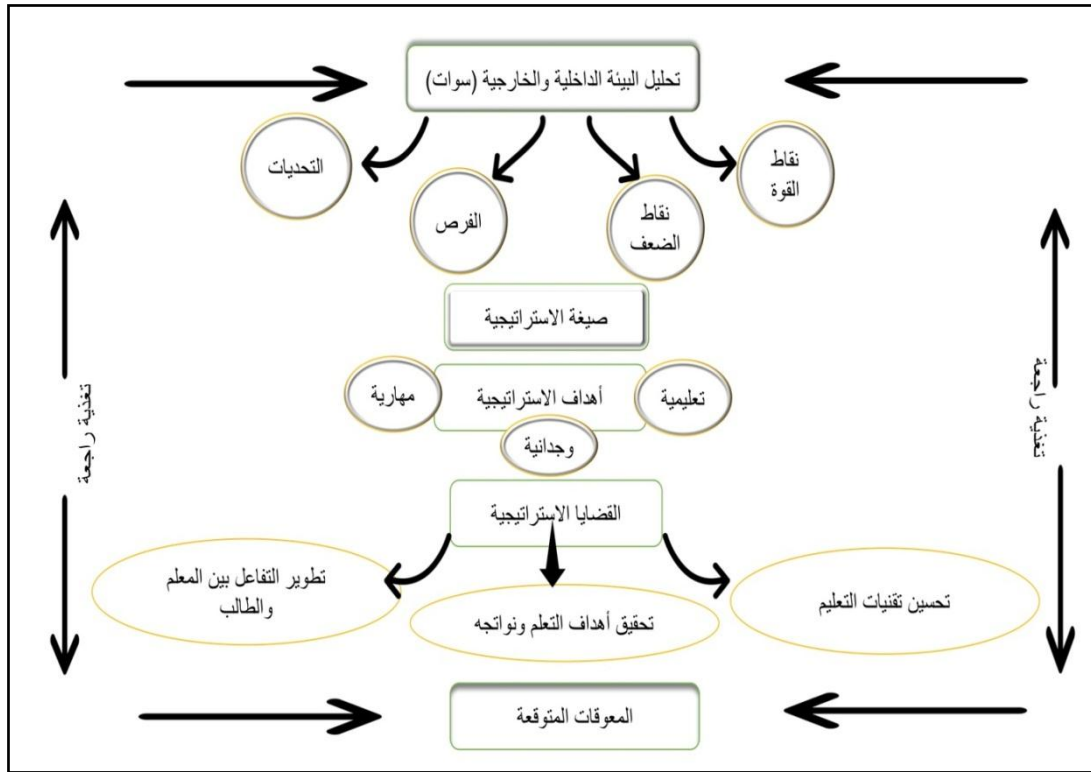 تحليل البيئة الداخلية والخارجية (سوات)
نقاط
القوة
نقاط
الضعف
الفرص
التحديات
صيغة الاستراتيجية
أهداف الاستراتيجية
تعليمية
مهارية
وجدانية
القضايا الاستراتيجية
تحسين تقنيات التعليم
تحقيق أهداف التعلم ونواتجه
تطوير التفاعل بين المعلم
والطالب
المعوقات المتوقعة
تغذية راجعة
تغذية راجعة